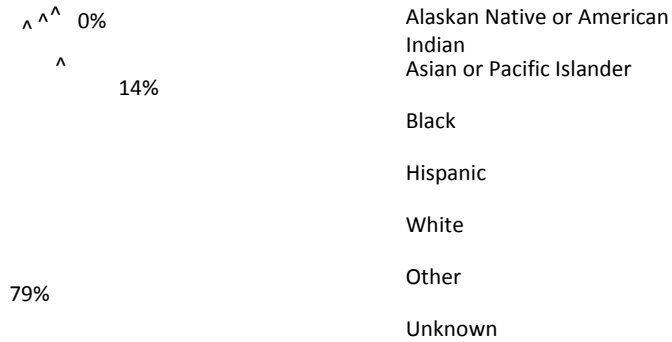 ^ ^ ^ 0%
^
14%
79%
Alaskan Native or American
Indian
Asian or Pacific Islander
Black
Hispanic
White
Other
Unknown